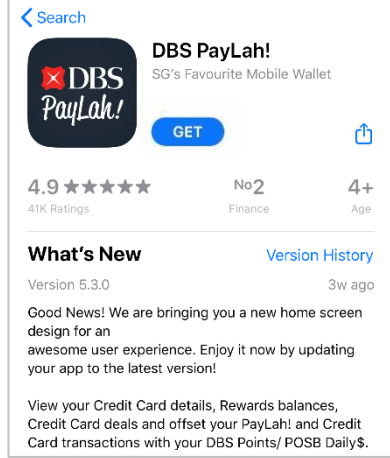 Search
DBS PayLah!
SG's Favourite Mobile Wallet
DBS
PayLah!
GET
4.9 ★★★★★ No2 4+
41K Ratings Finance Age
What's New Version History
Version 5.3.0 3w ago
Good News! We are bringing you a new home screen
design for an
awesome user experience. Enjoy it now by updating
your app to the latest version!
View your Credit Card details, Rewards balances,
Credit Card deals and offset your PayLah! and Credit
Card transactions with your DBS Points/ POSB Daily$.